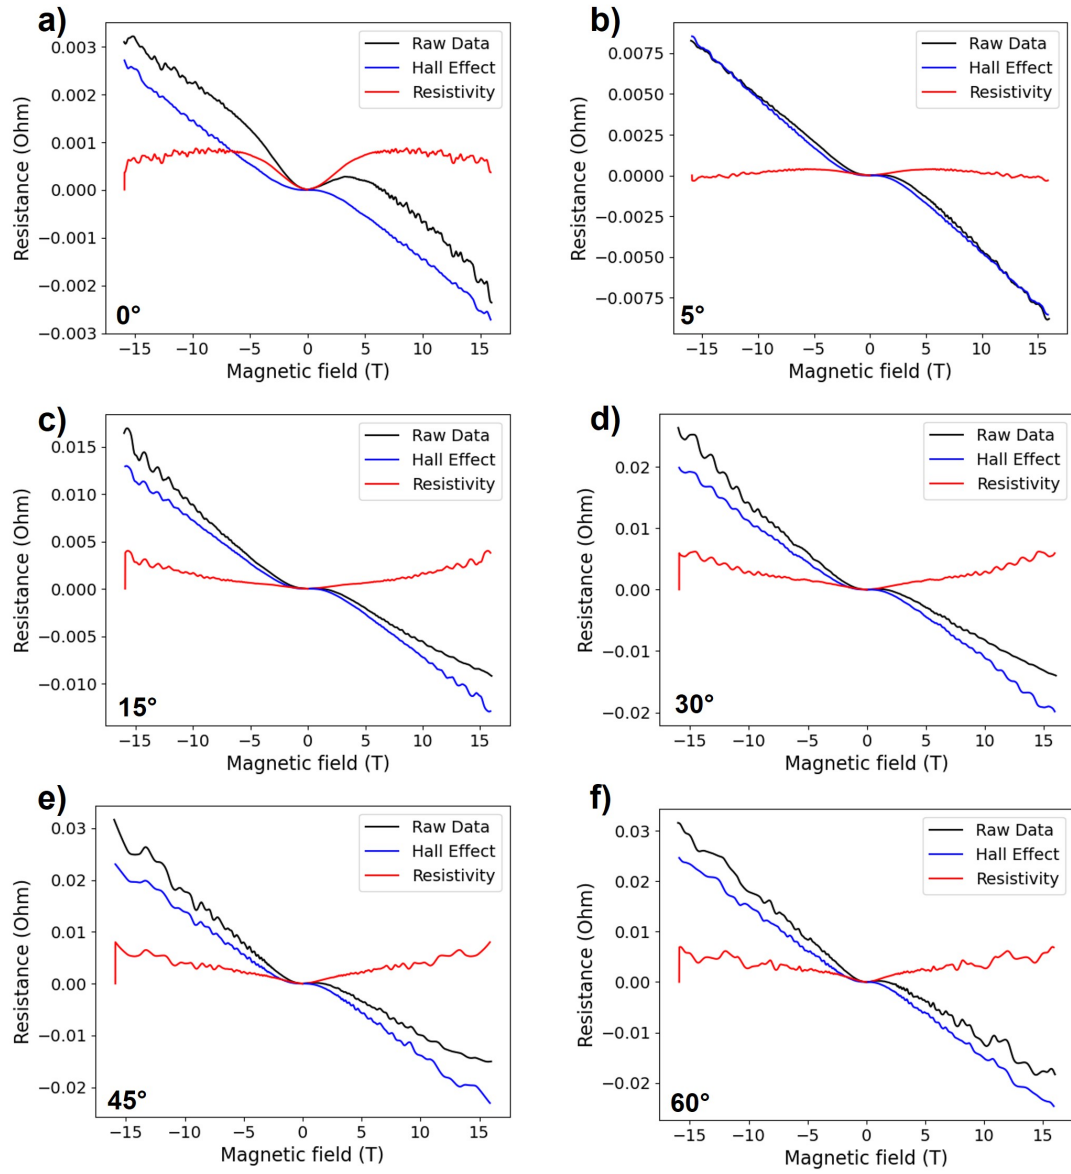 a)
0.003
0.002
0.001
0.000
−0.001
−0.002
−0.003
Resistance (Ohm)
Raw Data
Hall Effect
Resistivity
0°
−15 −10 −5 0 5 10 15
Magnetic field (T)
b)
0.0075
0.0050
0.0025
0.0000
−0.0025
−0.0050
−0.0075
Resistance (Ohm)
Raw Data
Hall Effect
Resistivity
5°
−15 −10 −5 0 5 10 15
Magnetic field (T)
c)
0.015
0.010
0.005
0.000
−0.005
−0.010
Resistance (Ohm)
Raw Data
Hall Effect
Resistivity
15°
−15 −10 −5 0 5 10 15
Magnetic field (T)
d)
0.02
0.01
0.00
−0.01
−0.02
Resistance (Ohm)
Raw Data
Hall Effect
Resistivity
30°
−15 −10 −5 0 5 10 15
Magnetic field (T)
e)
0.03
0.02
0.01
0.00
−0.01
−0.02
Resistance (Ohm)
Raw Data
Hall Effect
Resistivity
45°
−15 −10 −5 0 5 10 15
Magnetic field (T)
f)
0.03
0.02
0.01
0.00
−0.01
−0.02
Resistance (Ohm)
Raw Data
Hall Effect
Resistivity
60°
−15 −10 −5 0 5 10 15
Magnetic field (T)